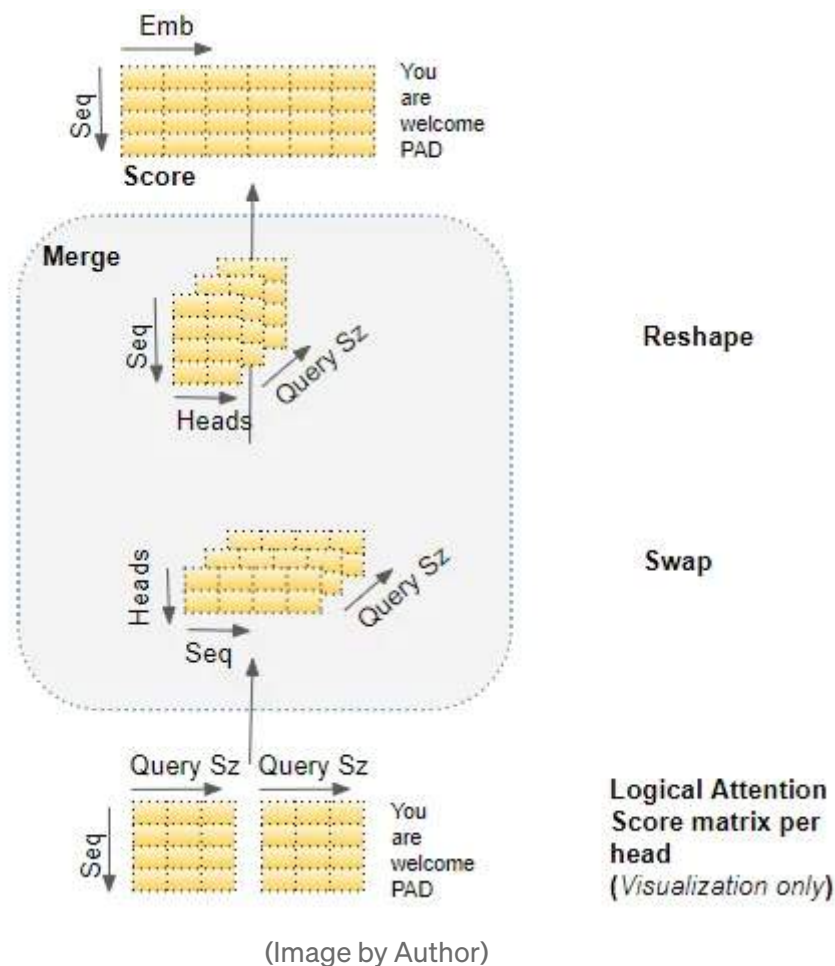 Emb
Seq
You
are
welcome
PAD
Score
Merge
Seq
Heads
Query Sz
Reshape
Heads
Seq
Query Sz
Swap
Query Sz
Query Sz
Seq
You
are
welcome
PAD
Logical Attention
Score matrix per
head
(Visualization only)
(Image by Author)